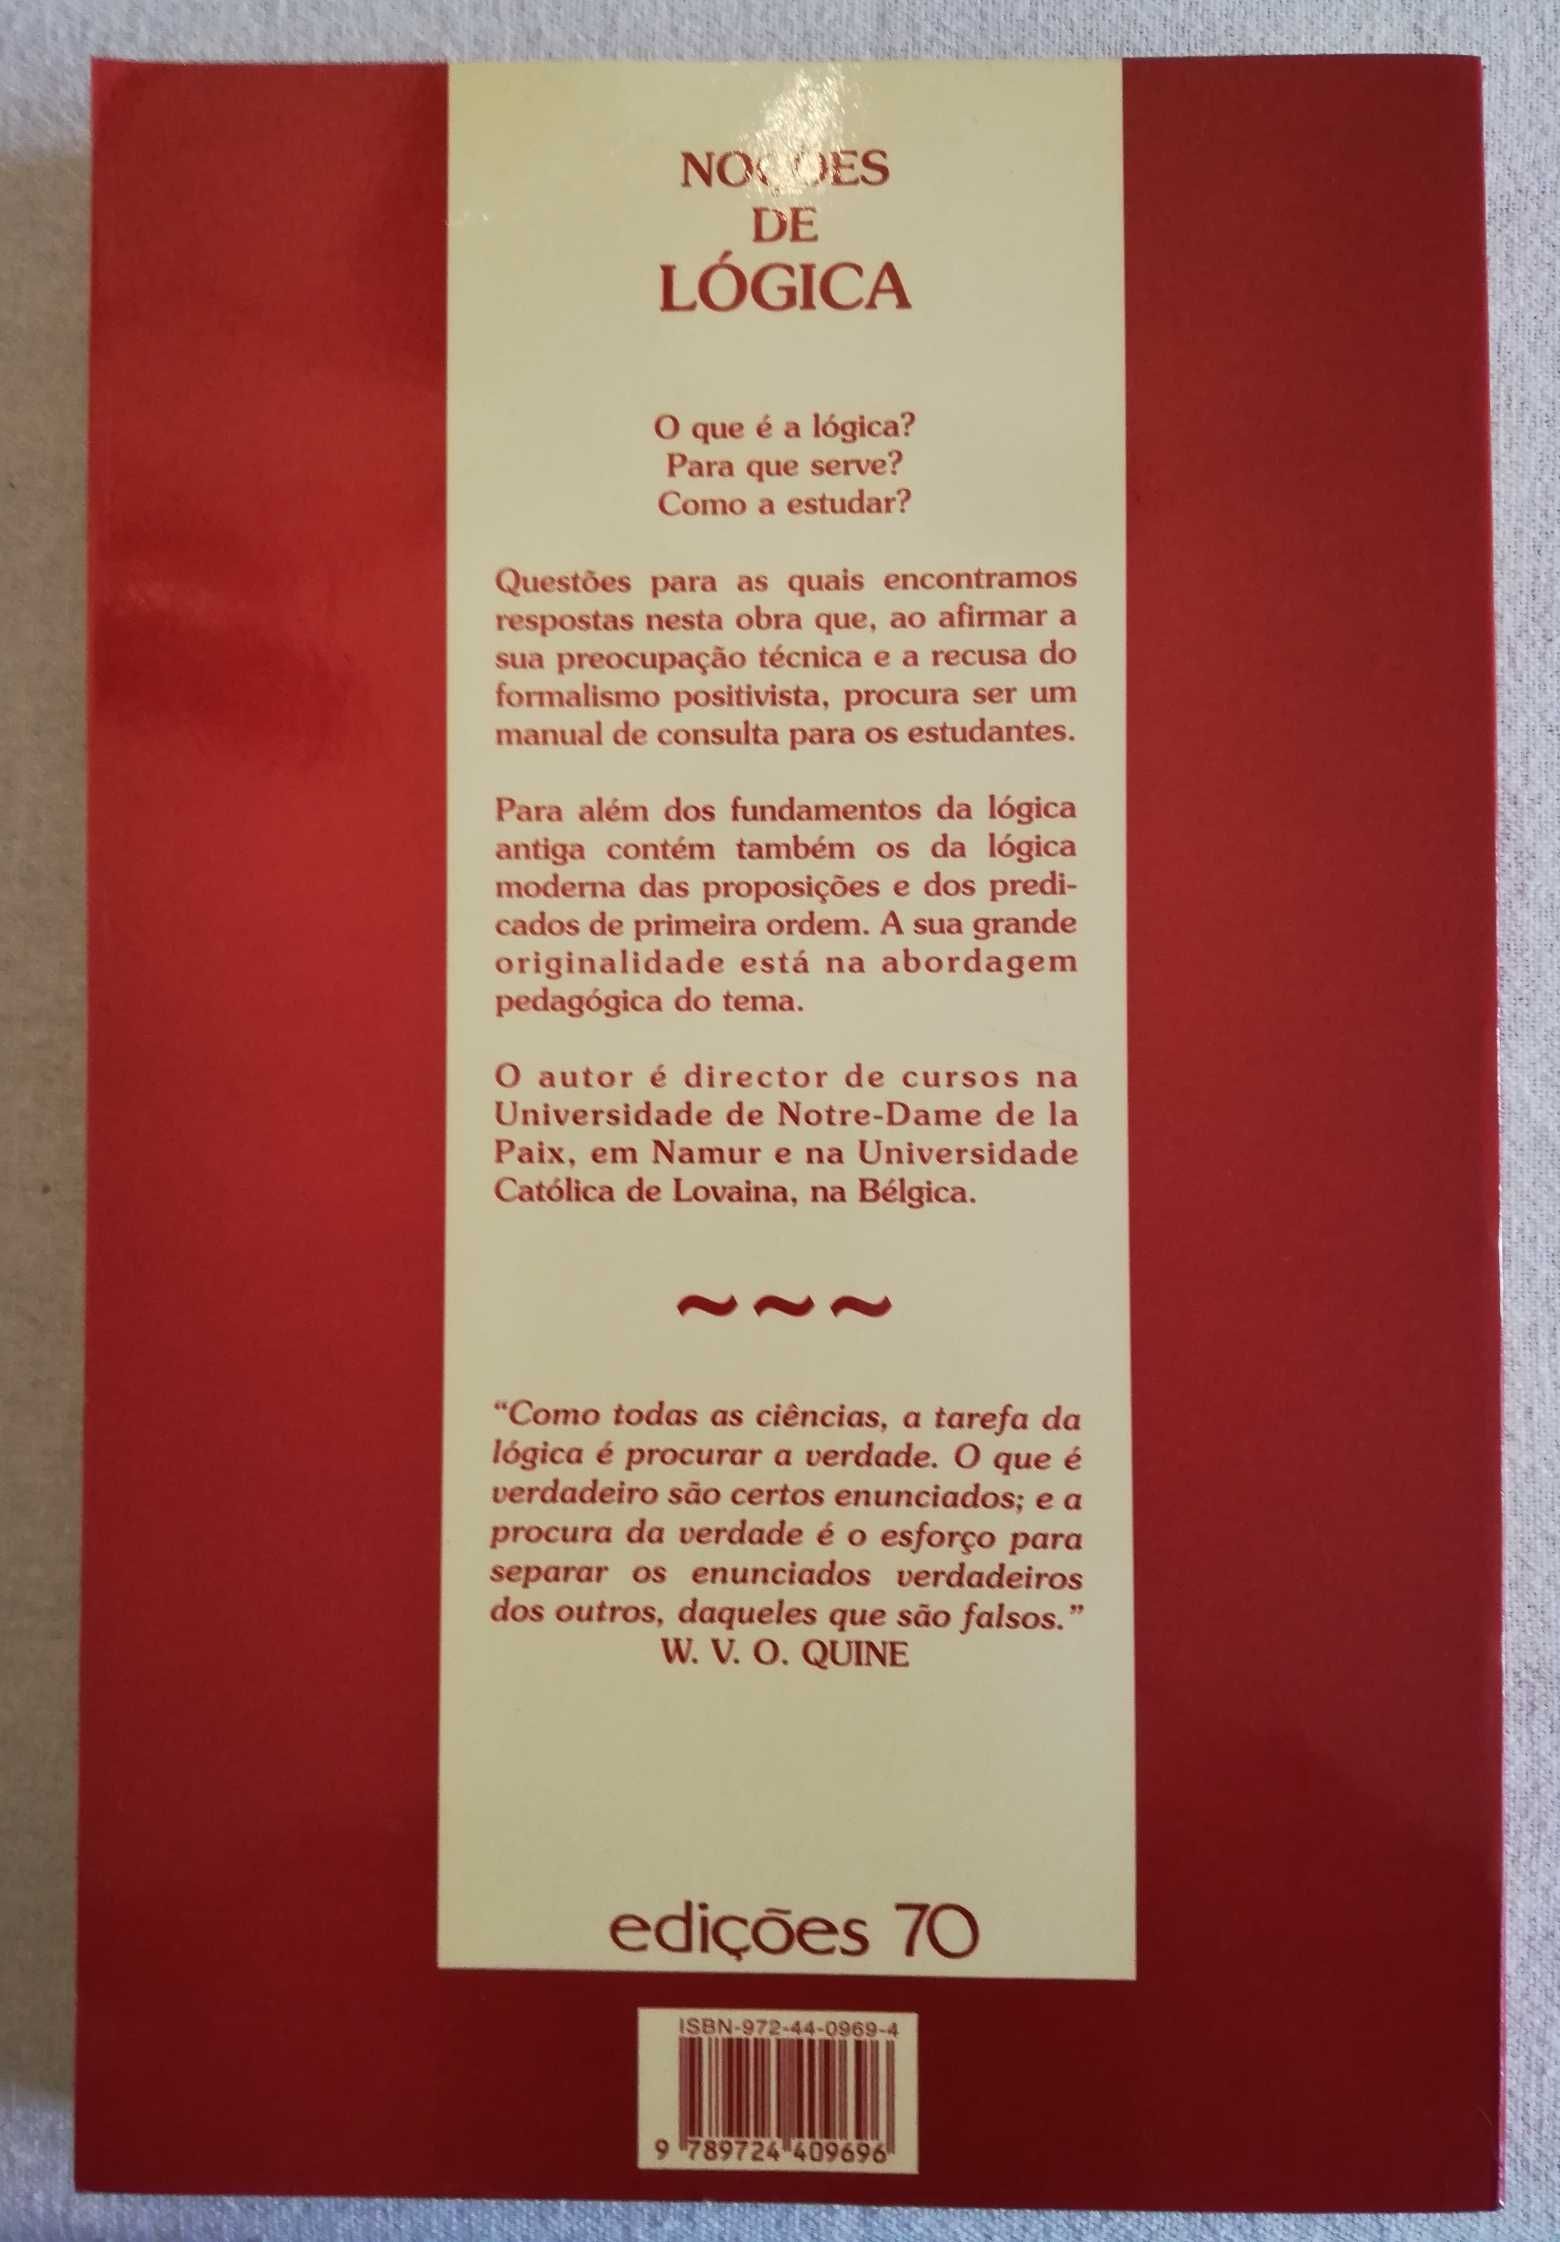 NOÇÕES
DE
LÓGICA
O que é a lógica?
Para que serve?
Como a estudar?
Questões para as quais encontramos
respostas nesta obra que, ao afirmar a
sua preocupação técnica e a recusa do
formalismo positivista, procura ser um
manual de consulta para os estudantes.
Para além dos fundamentos da lógica
antiga contém também os da lógica
moderna das proposições e dos predi-
cados de primeira ordem. A sua grande
originalidade está na abordagem
pedagógica do tema.
O autor é director de cursos na
Universidade de Notre-Dame de la
Paix, em Namur e na Universidade
Católica de Lovaina, na Bélgica.
~ ~ ~
“Como todas as ciências, a tarefa da
lógica é procurar a verdade. O que é
verdadeiro são certos enunciados; e a
procura da verdade é o esforço para
separar os enunciados verdadeiros
dos outros, daqueles que são falsos.”
W. V. O. QUINE
edições 70
ISBN-972-44-0969-4
9 789724 409696